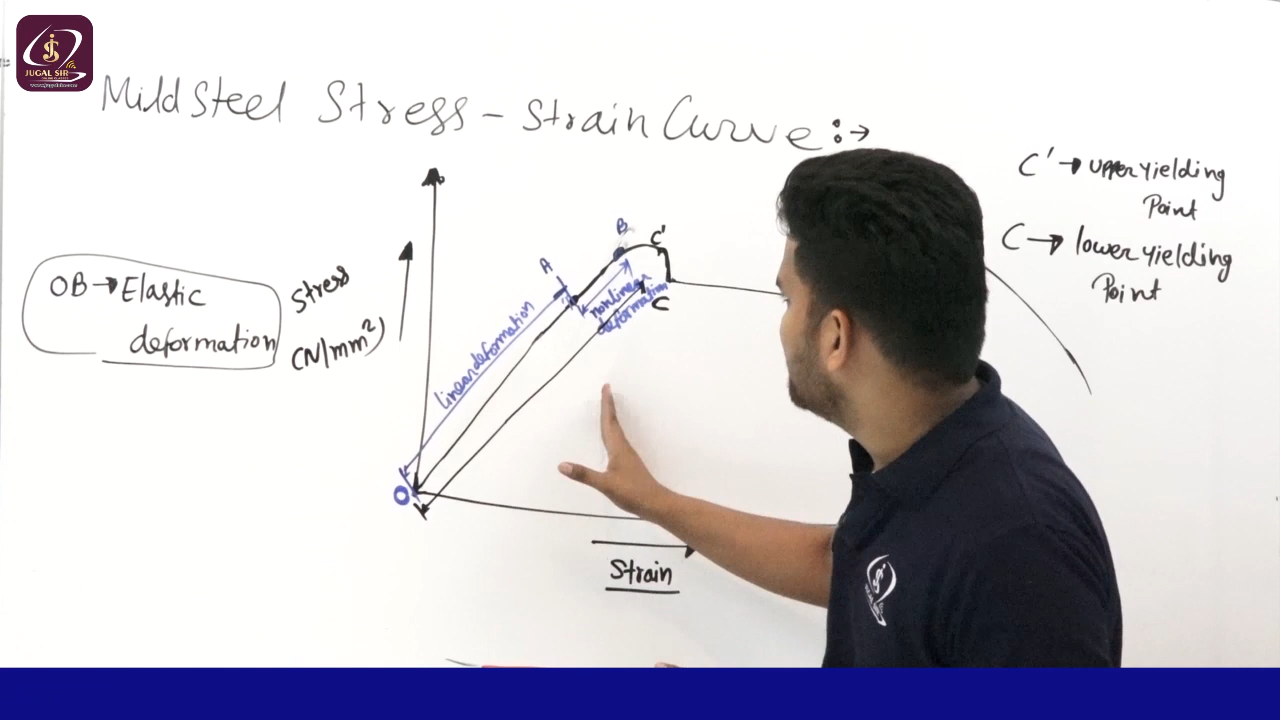 JUGAL SIR
Mild Steel Stress - Strain Curve :→
C' → upper yielding
Point
C → lower yielding
Point
OB → Elastic
deformation
Stress
(N/mm²)
A
B
C'
C
linear deformation
nonlinear
deformation
O
Strain